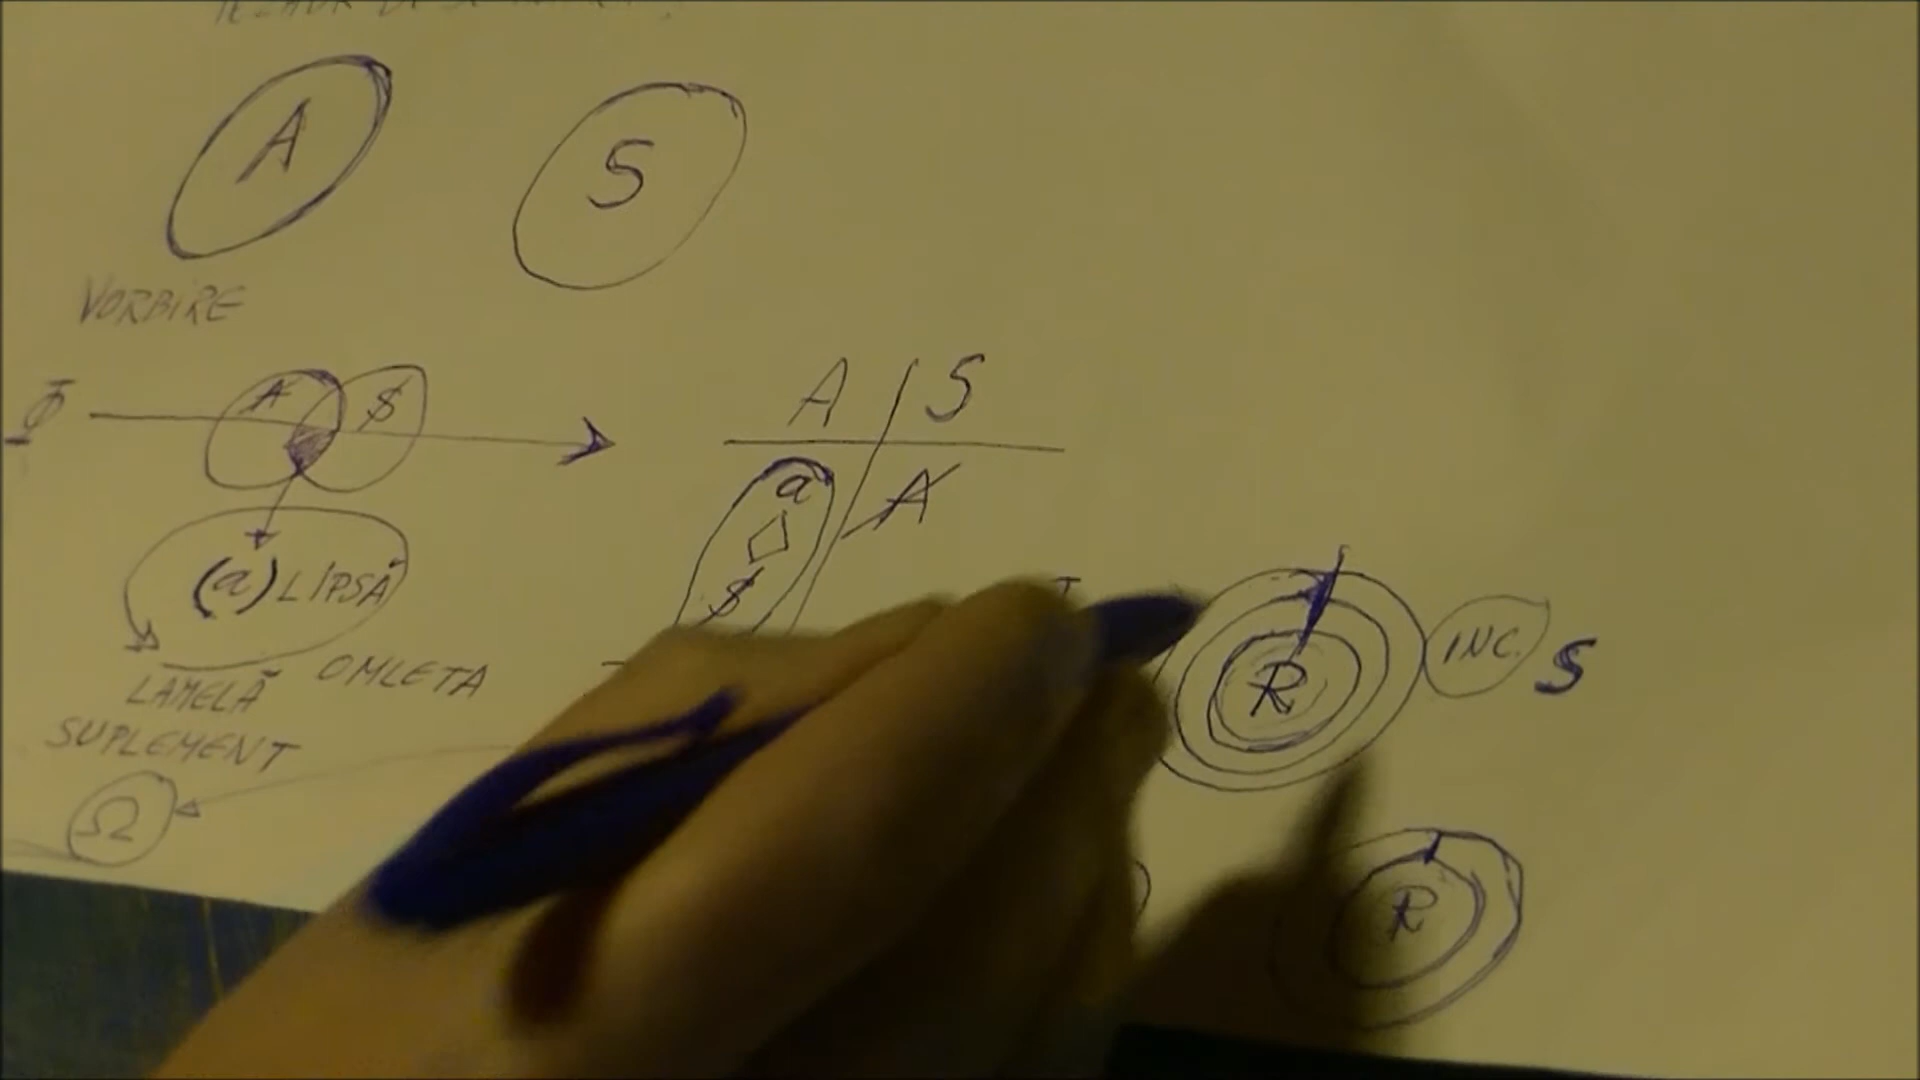 A S
VORBIRE
Φ A $
A S
a A̸
◇
$
(a) LIPSĂ
LAMELĂ OMLETA
SUPLEMENT
Ω
R INC. S
R